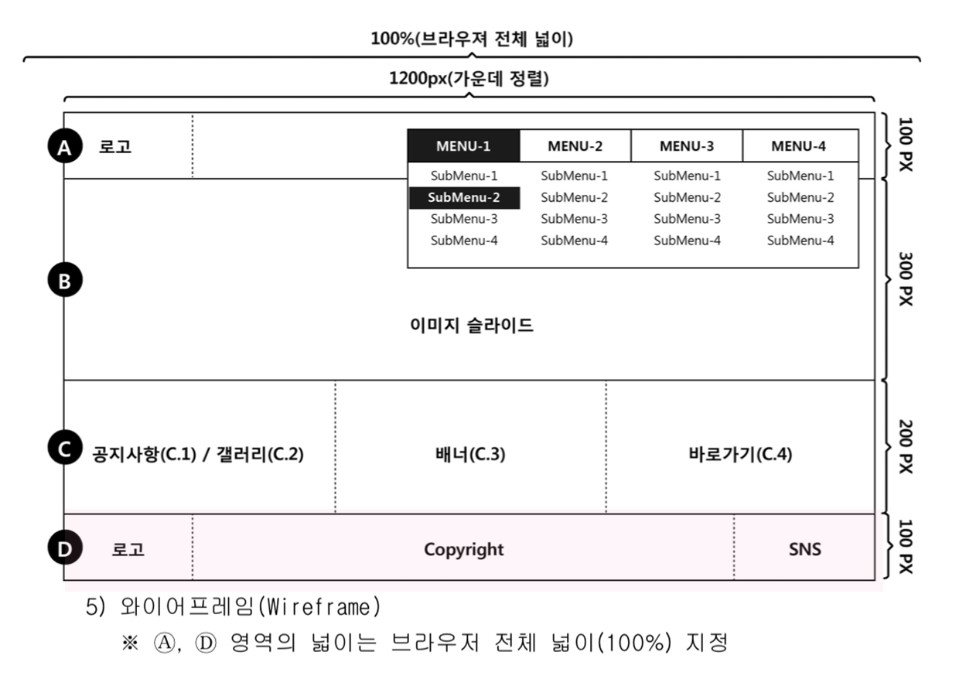 100%(브라우져 전체 넓이)
1200px(가운데 정렬)
A 로고 MENU-1 MENU-2 MENU-3 MENU-4 100 PX
SubMenu-1 SubMenu-1 SubMenu-1 SubMenu-1
SubMenu-2 SubMenu-2 SubMenu-2 SubMenu-2
SubMenu-3 SubMenu-3 SubMenu-3 SubMenu-3
SubMenu-4 SubMenu-4 SubMenu-4 SubMenu-4
B 300 PX
이미지 슬라이드
C 공지사항(C.1) / 갤러리(C.2) 배너(C.3) 바로가기(C.4) 200 PX
D 로고 Copyright SNS 100 PX
5) 와이어프레임(Wireframe)
※ Ⓐ, Ⓓ 영역의 넓이는 브라우저 전체 넓이(100%) 지정